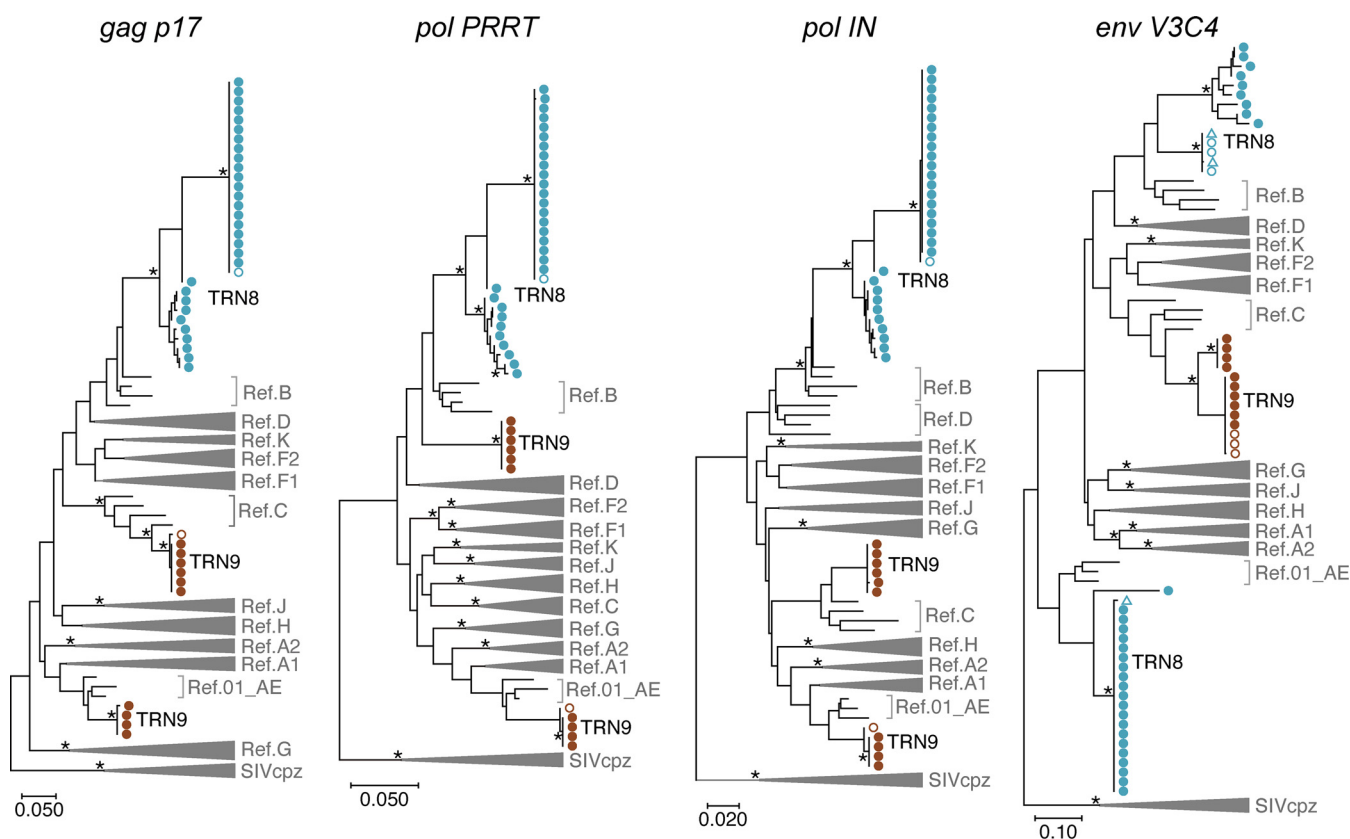 gag p17
pol PRRT
pol IN
env V3C4
*
*
TRN8
Ref.B
Ref.D
Ref.K
Ref.F2
Ref.F1
*
Ref.C
*
*
TRN9
*
Ref.J
Ref.H
*
Ref.A2
Ref.A1
Ref.01_AE
*
TRN9
*
Ref.G
*
SIVcpz
0.050
*
*
TRN8
*
*
Ref.B
*
TRN9
Ref.D
*
*
Ref.F2
*
Ref.F1
*
Ref.K
*
Ref.J
*
Ref.H
*
Ref.C
*
Ref.G
*
Ref.A2
Ref.A1
Ref.01_AE
*
TRN9
*
SIVcpz
0.050
*
*
TRN8
*
*
Ref.B
Ref.D
*
Ref.K
Ref.F2
Ref.F1
Ref.J
*
Ref.G
*
TRN9
Ref.C
*
Ref.H
*
Ref.A2
*
Ref.A1
Ref.01_AE
*
TRN9
*
SIVcpz
0.020
*
*
TRN8
Ref.B
*
Ref.D
*
Ref.K
*
Ref.F2
*
Ref.F1
Ref.C
*
*
TRN9
*
Ref.G
*
Ref.J
Ref.H
*
*
Ref.A1
*
Ref.A2
Ref.01_AE
TRN8
*
*
SIVcpz
0.10